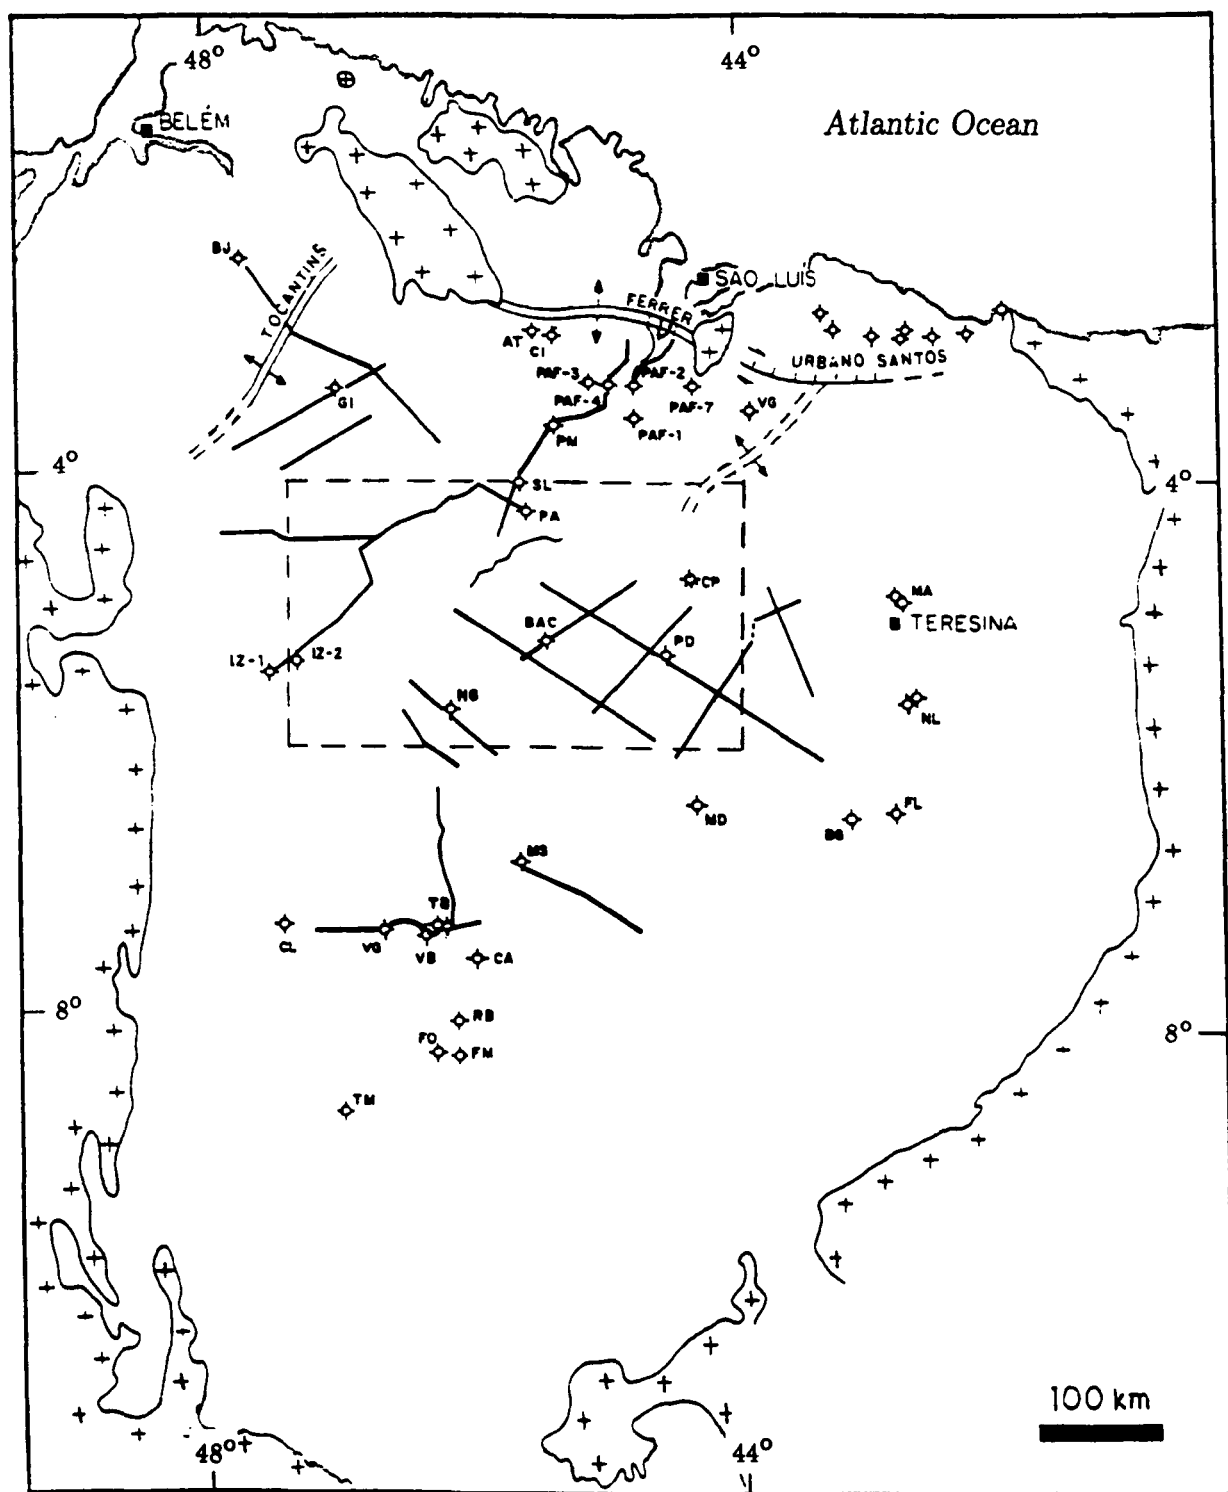 48°
44°
Atlantic Ocean
BELÉM
BJ
TOCANTINS
SÃO LUÍS
FERRER
AT
CI
URBANO SANTOS
PAF-3
PAF-2
GI
PAF-4
PAF-7
VG
PM
PAF-1
4°
SL
4°
PA
CP
MA
TERESINA
BAC
PD
IZ-1
IZ-2
NL
MD
FL
MS
TB
CL
VG
VB
CA
8°
RB
FO
FM
8°
TM
100 km
48°
44°